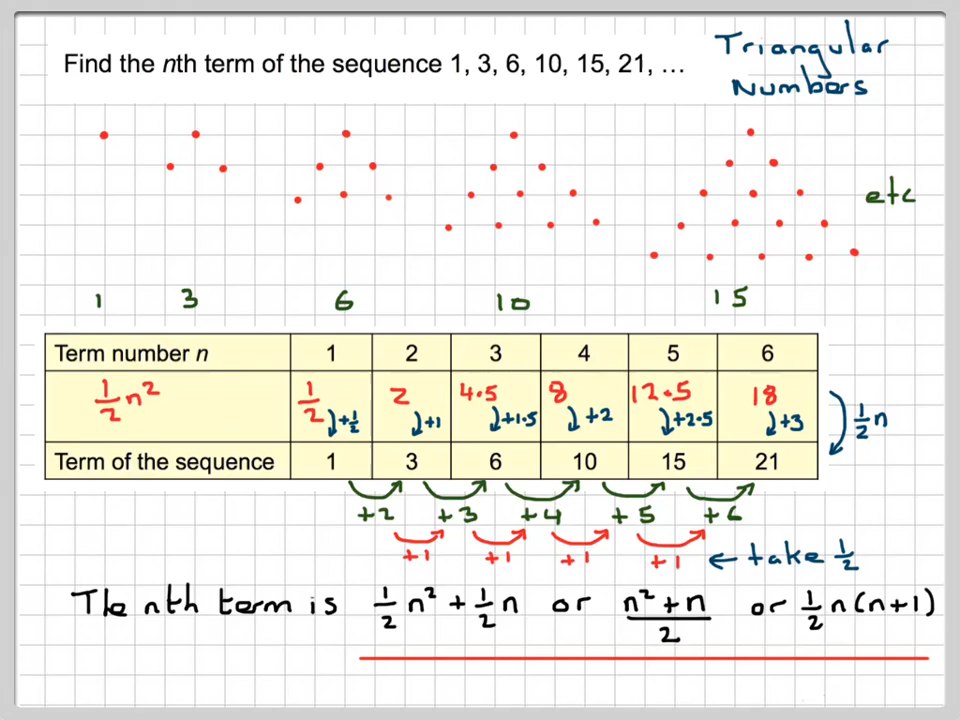 Find the nth term of the sequence 1, 3, 6, 10, 15, 21, …
Triangular
Numbers
etc
1 3 6 10 15
Term number n 1 2 3 4 5 6
½n² ½ 2 4·5 8 12·5 18
+½ +1 +1·5 +2 +2·5 +3 ½n
Term of the sequence 1 3 6 10 15 21
+2 +3 +4 +5 +6
+1 +1 +1 +1 ← take ½
The nth term is ½n² + ½n or n² + n / 2 or ½n(n+1)